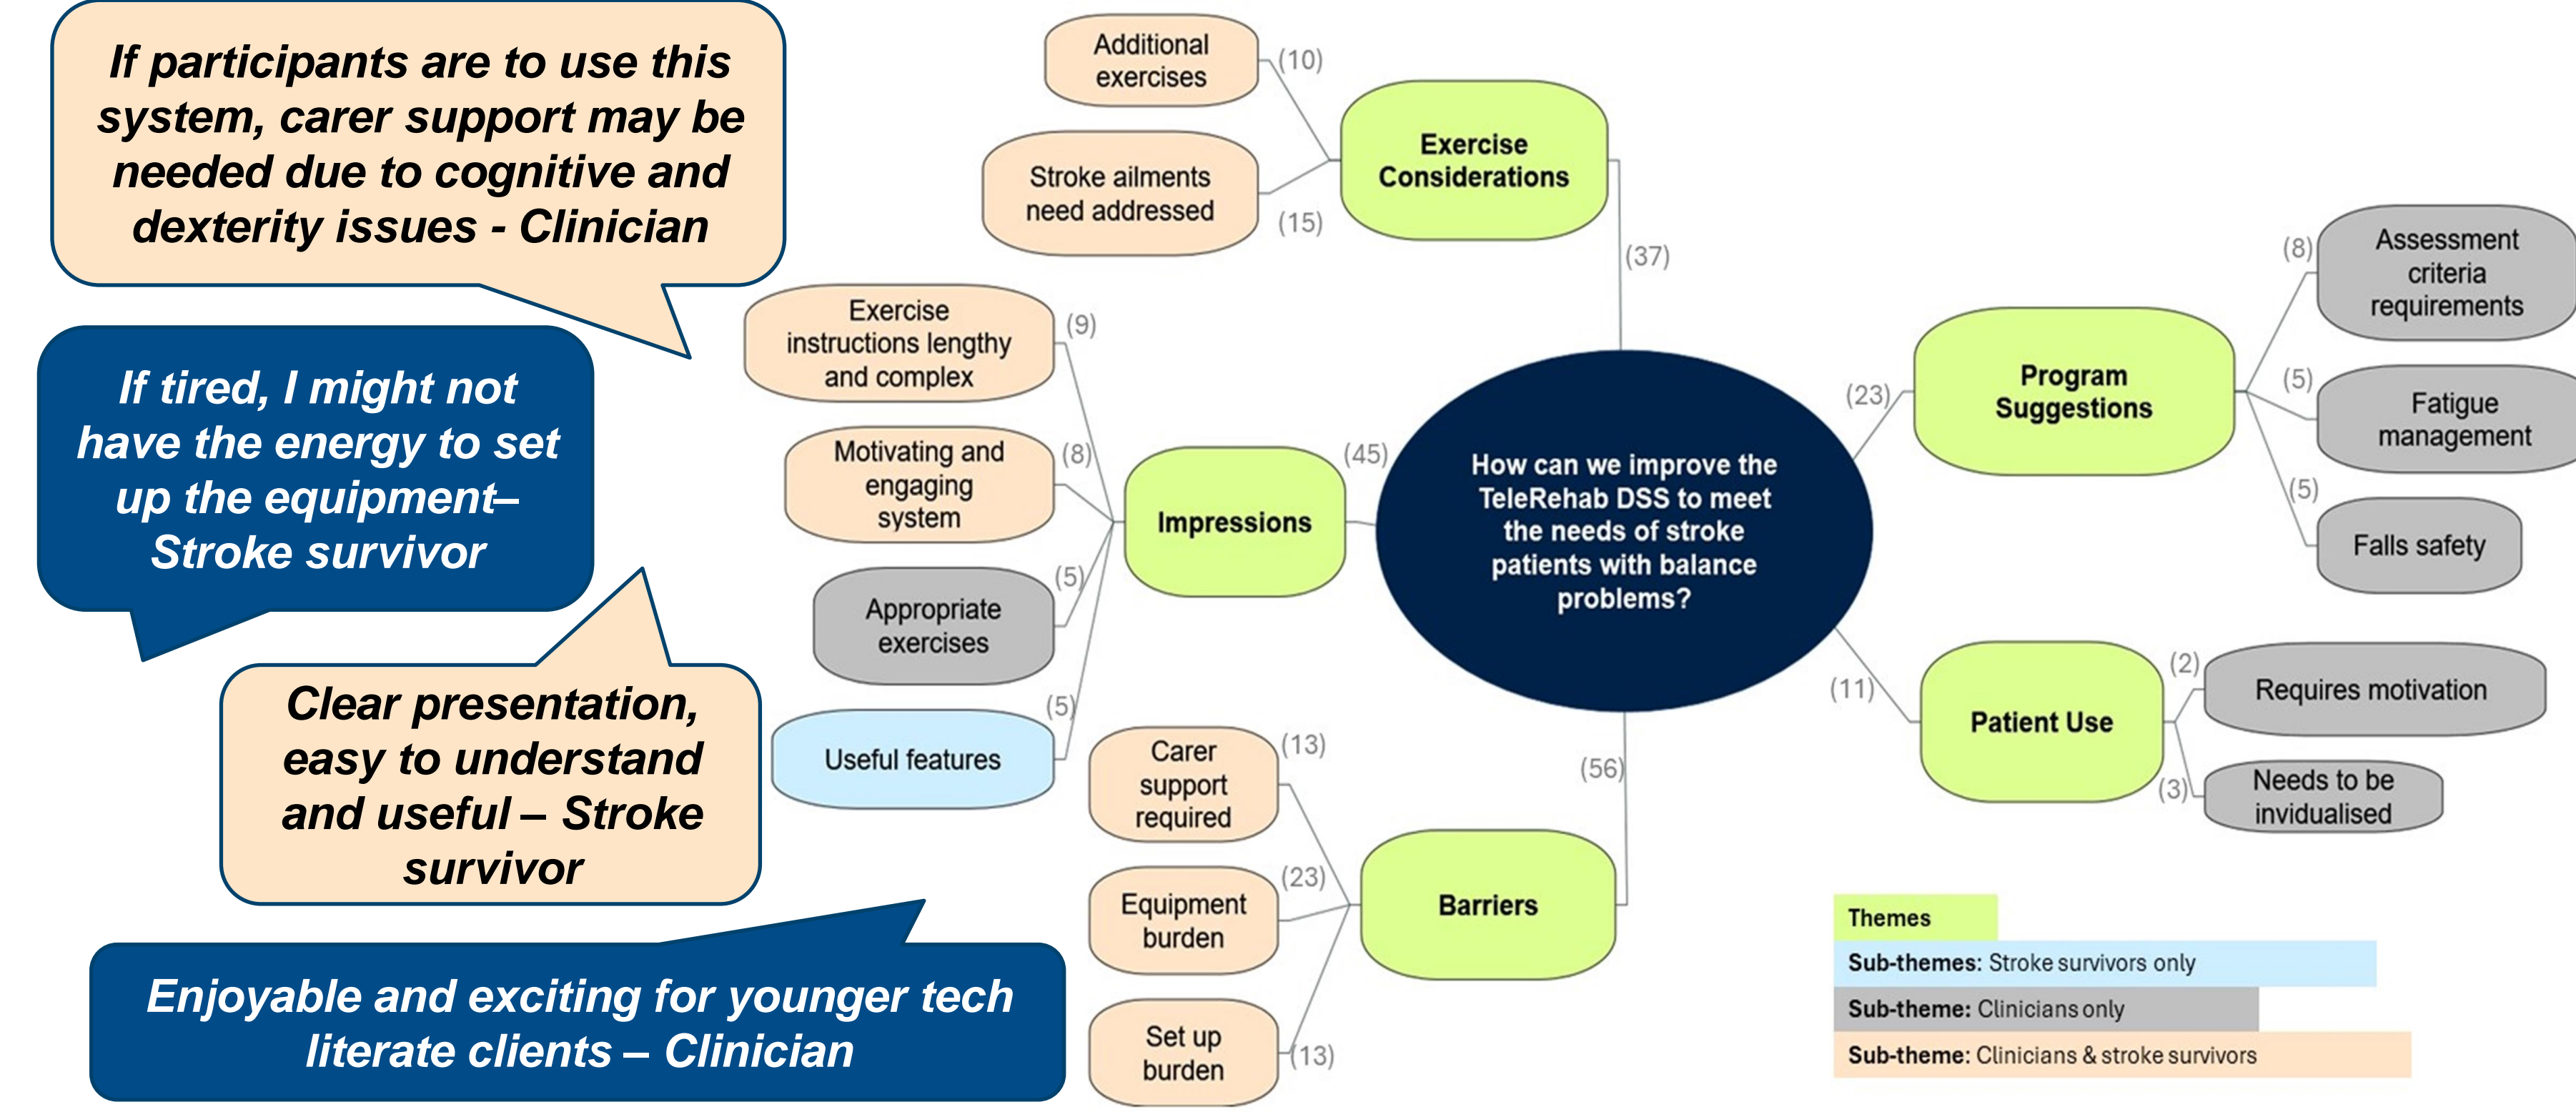 If participants are to use this
system, carer support may be
needed due to cognitive and
dexterity issues - Clinician
If tired, I might not
have the energy to set
up the equipment–
Stroke survivor
Clear presentation,
easy to understand
and useful – Stroke
survivor
Enjoyable and exciting for younger tech
literate clients – Clinician
Additional
exercises
(10)
Stroke ailments
need addressed
(15)
Exercise
Considerations
(37)
Exercise
instructions lengthy
and complex
(9)
Motivating and
engaging
system
(8)
Appropriate
exercises
(5)
Useful features
(5)
Impressions
(45)
How can we improve the
TeleRehab DSS to meet
the needs of stroke
patients with balance
problems?
Carer
support
required
(13)
Equipment
burden
(23)
Set up
burden
(13)
Barriers
(56)
(23)
Program
Suggestions
(8)
Assessment
criteria
requirements
(5)
Fatigue
management
(5)
Falls safety
(11)
Patient Use
(2)
Requires motivation
(3)
Needs to be
invidualised
Themes
Sub-themes: Stroke survivors only
Sub-theme: Clinicians only
Sub-theme: Clinicians & stroke survivors